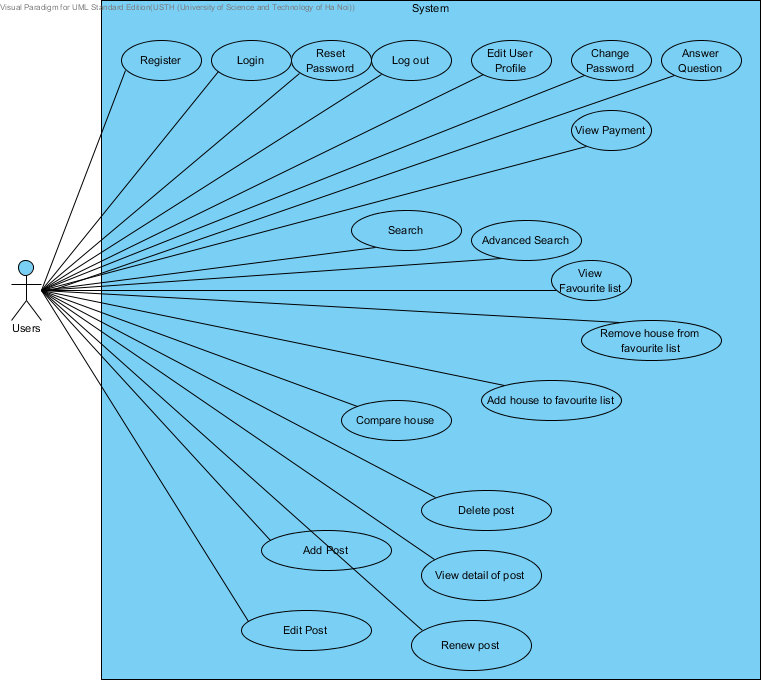 Visual Paradigm for UML Standard Edition(USTH (University of Science and Technology of Ha Noi))
System
Register
Login
Reset
Password
Log out
Edit User
Profile
Change
Password
Answer
Question
View Payment
Search
Advanced Search
View
Favourite list
Users
Remove house from
favourite list
Add house to favourite list
Compare house
Delete post
Add Post
View detail of post
Edit Post
Renew post